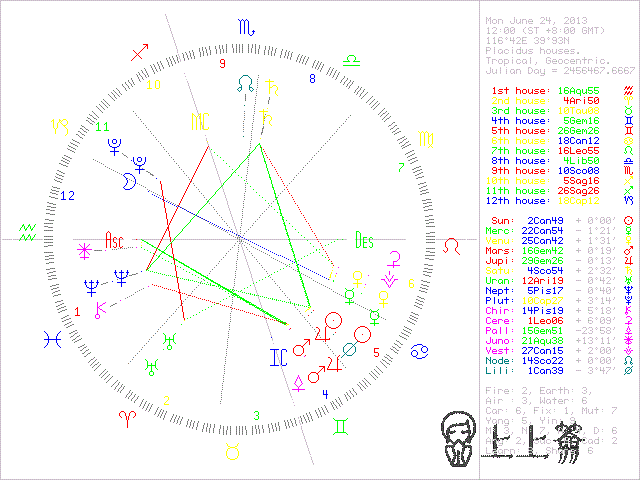 Mon June 24, 2013
12:00 (ST +8:00 GMT)
116°42E 39°93N
Placidus houses.
Tropical, Geocentric.
Julian Day = 2456467.6667
1st house: 16Aqu55
2nd house: 4Ari50
3rd house: 10Tau08
4th house: 5Gem16
5th house: 26Gem26
6th house: 18Can12
7th house: 16Leo55
8th house: 4Lib50
9th house: 10Sco08
10th house: 5Sag16
11th house: 26Sag26
12th house: 18Cap12
Sun: 2Can49 + 0°00'
Merc: 22Can54 - 1°21'
Venu: 25Can42 + 1°31'
Mars: 16Gem42 + 0°19'
Jupi: 29Gem26 - 0°13'
Satu: 4Sco54 + 2°32'
Uran: 12Ari19 - 0°42'
Nept: 5Pis17 - 0°40'
Plut: 10Cap27 + 3°14'
Chir: 14Pis19 + 5°18'
Cere: 1Leo06 + 6°09'
Pall: 15Gem51 -23°59'
Juno: 21Aqu38 +13°11'
Vest: 27Can15 + 2°00'
Node: 14Sco22 + 0°00'
Lili: 1Can39 - 3°47'
Fire: 2, Earth: 3,
Air : 3, Water: 6
Car: 6, Fix: 1, Mut: 7
Yang: 5, Yin:
9
8
10
MC
11
7
12
Asc
Des
6
1
IC
5
2
3
4
上上